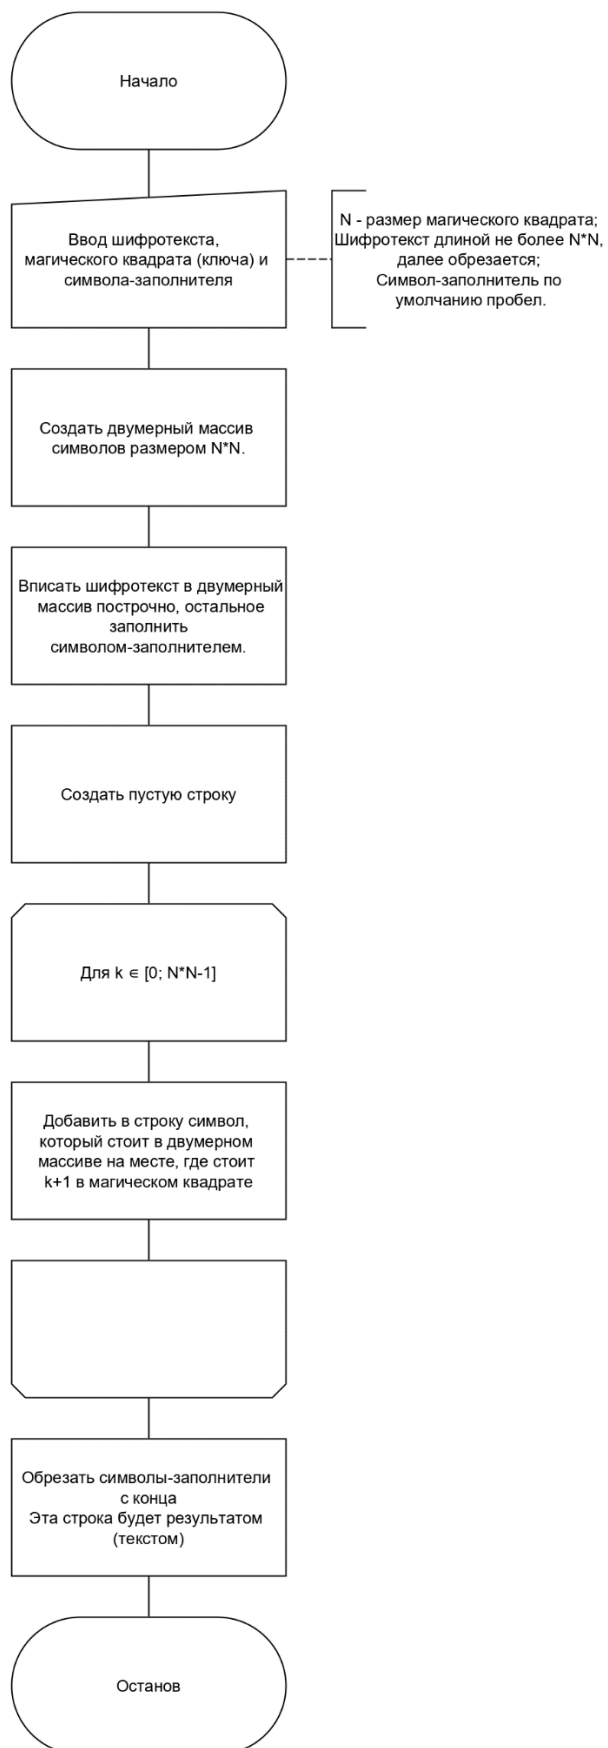 Начало
Ввод шифротекста,
магического квадрата (ключа) и
символа-заполнителя
N - размер магического квадрата;
Шифротекст длиной не более N*N,
далее обрезается;
Символ-заполнитель по
умолчанию пробел.
Создать двумерный массив
символов размером N*N.
Вписать шифротекст в двумерный
массив построчно, остальное
заполнить
символом-заполнителем.
Создать пустую строку
Для k ∈ [0; N*N-1]
Добавить в строку символ,
который стоит в двумерном
массиве на месте, где стоит
k+1 в магическом квадрате
Обрезать символы-заполнители
с конца
Эта строка будет результатом
(текстом)
Останов